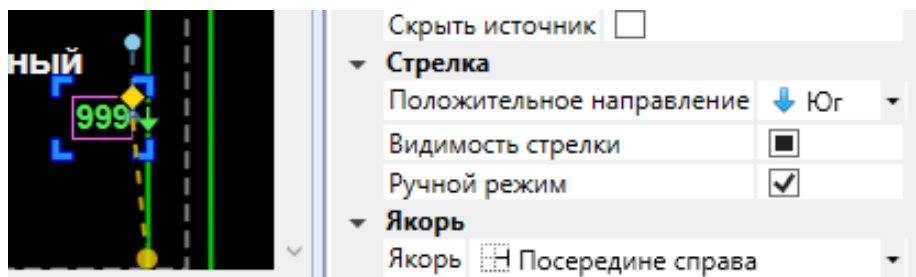 ный
999
Скрыть источник
Стрелка
Положительное направление Юг
Видимость стрелки
Ручной режим
Якорь
Якорь Посередине справа